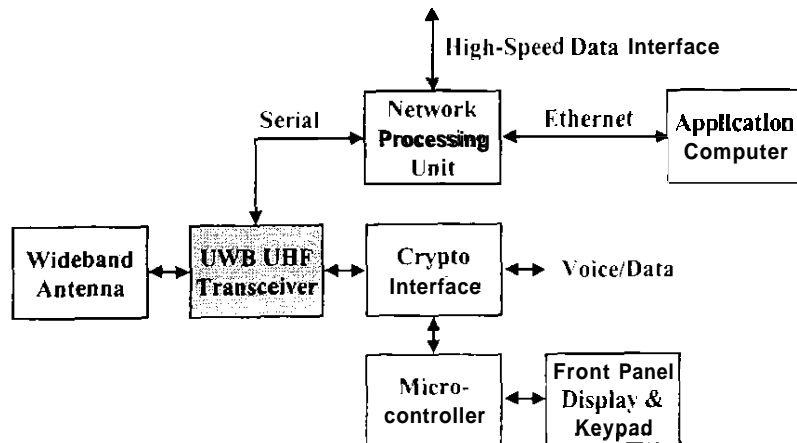 High-Speed Data Interface
Serial
Network
Processing
Unit
Ethernet
Application
Computer
Wideband
Antenna
UWB UHF
Transceiver
Crypto
Interface
Voice/Data
Micro-
controller
Front Panel
Display &
Keypad